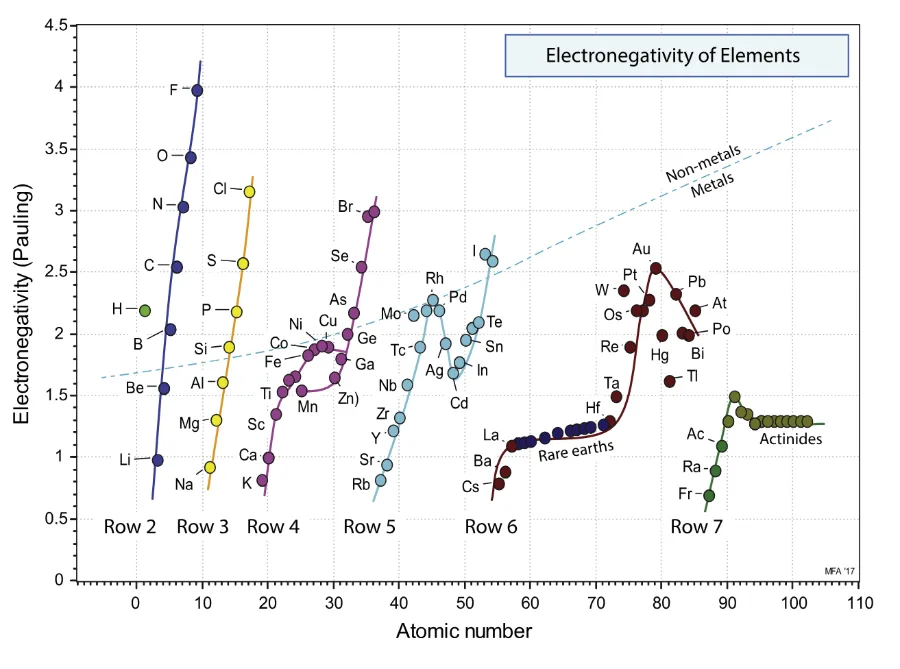 Electronegativity of Elements
Electronegativity (Pauling)
4.5
4
3.5
3
2.5
2
1.5
1
0.5
0
F
O
N
C
H
B
Be
Li
Cl
S
P
Si
Al
Mg
Na
Br
Se
As
Ni
Cu
Co
Ge
Fe
Ga
Ti
Mn
Zn)
Sc
Ca
K
I
Rh
Mo
Pd
Te
Tc
Sn
Ag
In
Nb
Cd
Zr
Y
Sr
Rb
Non-metals
Metals
Au
W
Pt
Pb
Os
At
Po
Re
Hg
Bi
Tl
Ta
Hf
La
Rare earths
Ba
Cs
Actinides
Ac
Ra
Fr
Row 2
Row 3
Row 4
Row 5
Row 6
Row 7
MFA '17
0
10
20
30
40
50
60
70
80
90
100
110
Atomic number